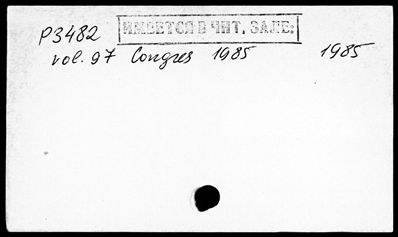 P3482 ИМЕЕТСЯ В ЧИТ. ЗАЛЕ:
vol. 97 Congres 1985 1985